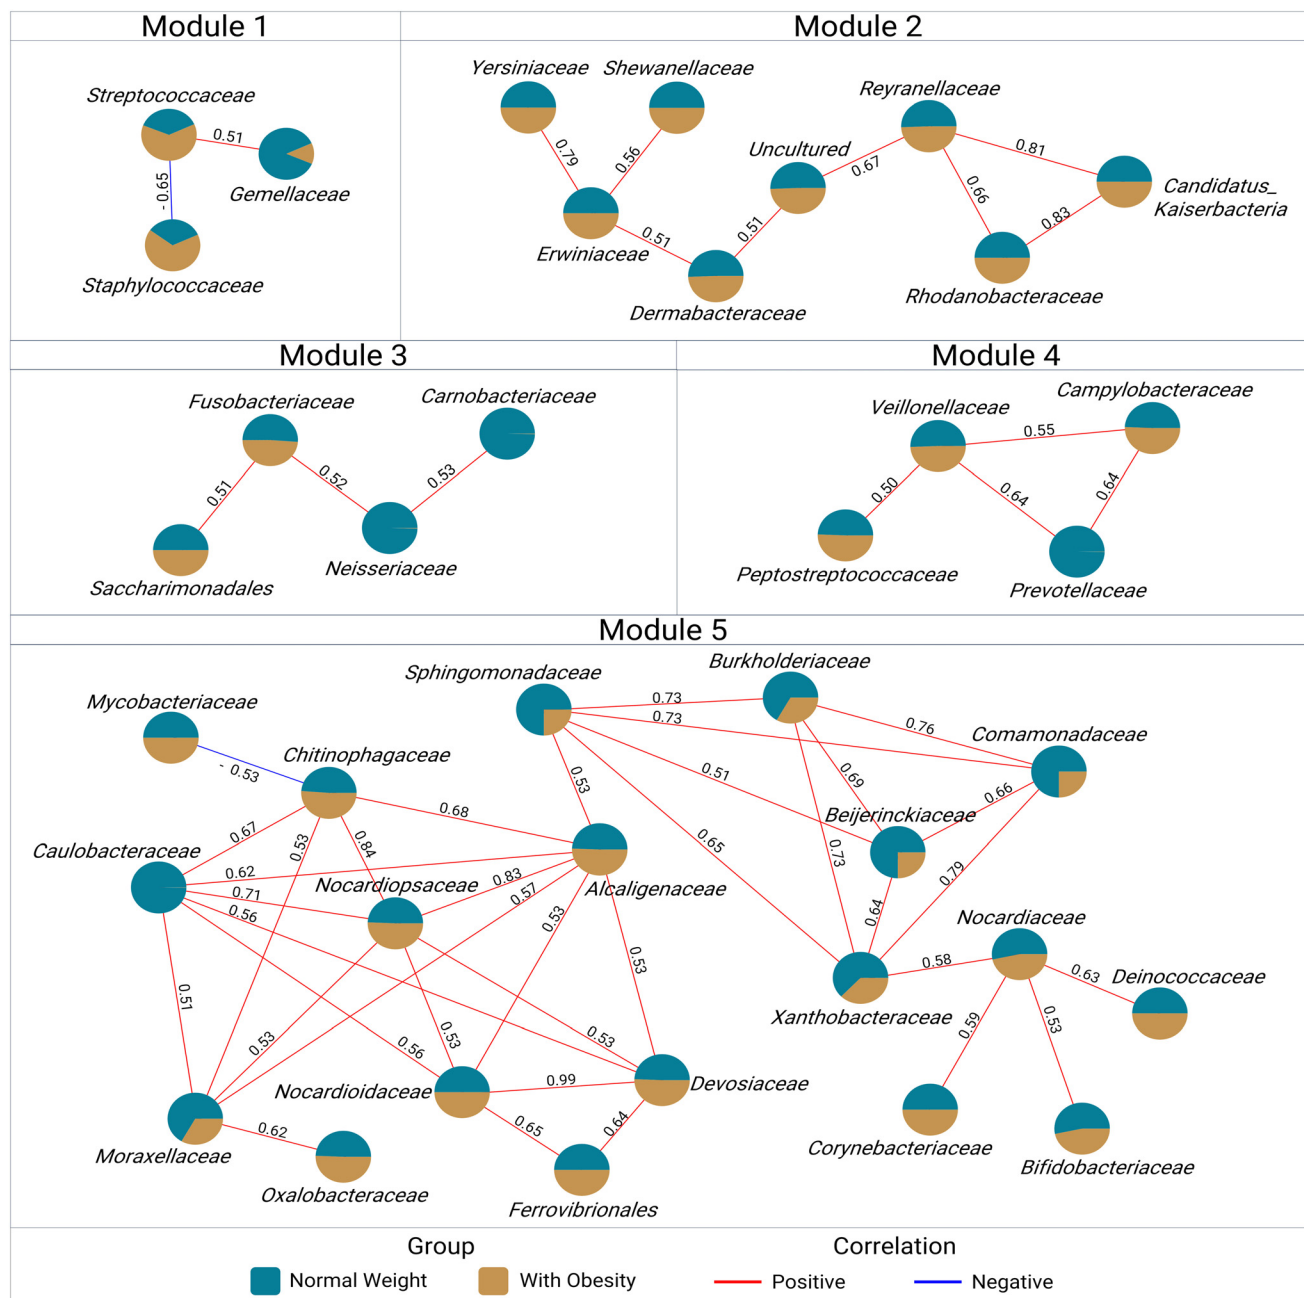 Module 1
Module 2
Streptococcaceae
0.51
Gemellaceae
- 0.65
Staphylococcaceae
Yersiniaceae
Shewanellaceae
Reyranellaceae
0.79
0.56
Uncultured
0.67
0.81
0.66
Candidatus_
Kaiserbacteria
0.83
Erwiniaceae
0.51
0.51
Dermabacteraceae
Rhodanobacteraceae
Module 3
Module 4
Fusobacteriaceae
Carnobacteriaceae
0.51
0.52
0.53
Saccharimonadales
Neisseriaceae
Veillonellaceae
Campylobacteraceae
0.55
0.50
0.64
0.64
Peptostreptococcaceae
Prevotellaceae
Module 5
Sphingomonadaceae
Burkholderiaceae
Mycobacteriaceae
0.73
0.73
0.76
Comamonadaceae
- 0.53
Chitinophagaceae
0.53
0.51
0.69
0.66
0.67
0.53
0.84
0.68
0.65
Beijerinckiaceae
0.73
0.79
Caulobacteraceae
0.62
0.71
0.56
Nocardiopsaceae
0.83
0.57
Alcaligenaceae
0.64
Nocardiaceae
0.53
0.53
0.58
0.63
Deinococcaceae
0.51
Xanthobacteraceae
0.59
0.53
0.53
0.56
0.53
0.53
Nocardioidaceae
0.99
Devosiaceae
0.62
0.65
0.64
Moraxellaceae
Oxalobacteraceae
Ferrovibrionales
Corynebacteriaceae
Bifidobacteriaceae
Group
Correlation
Normal Weight
With Obesity
Positive
Negative